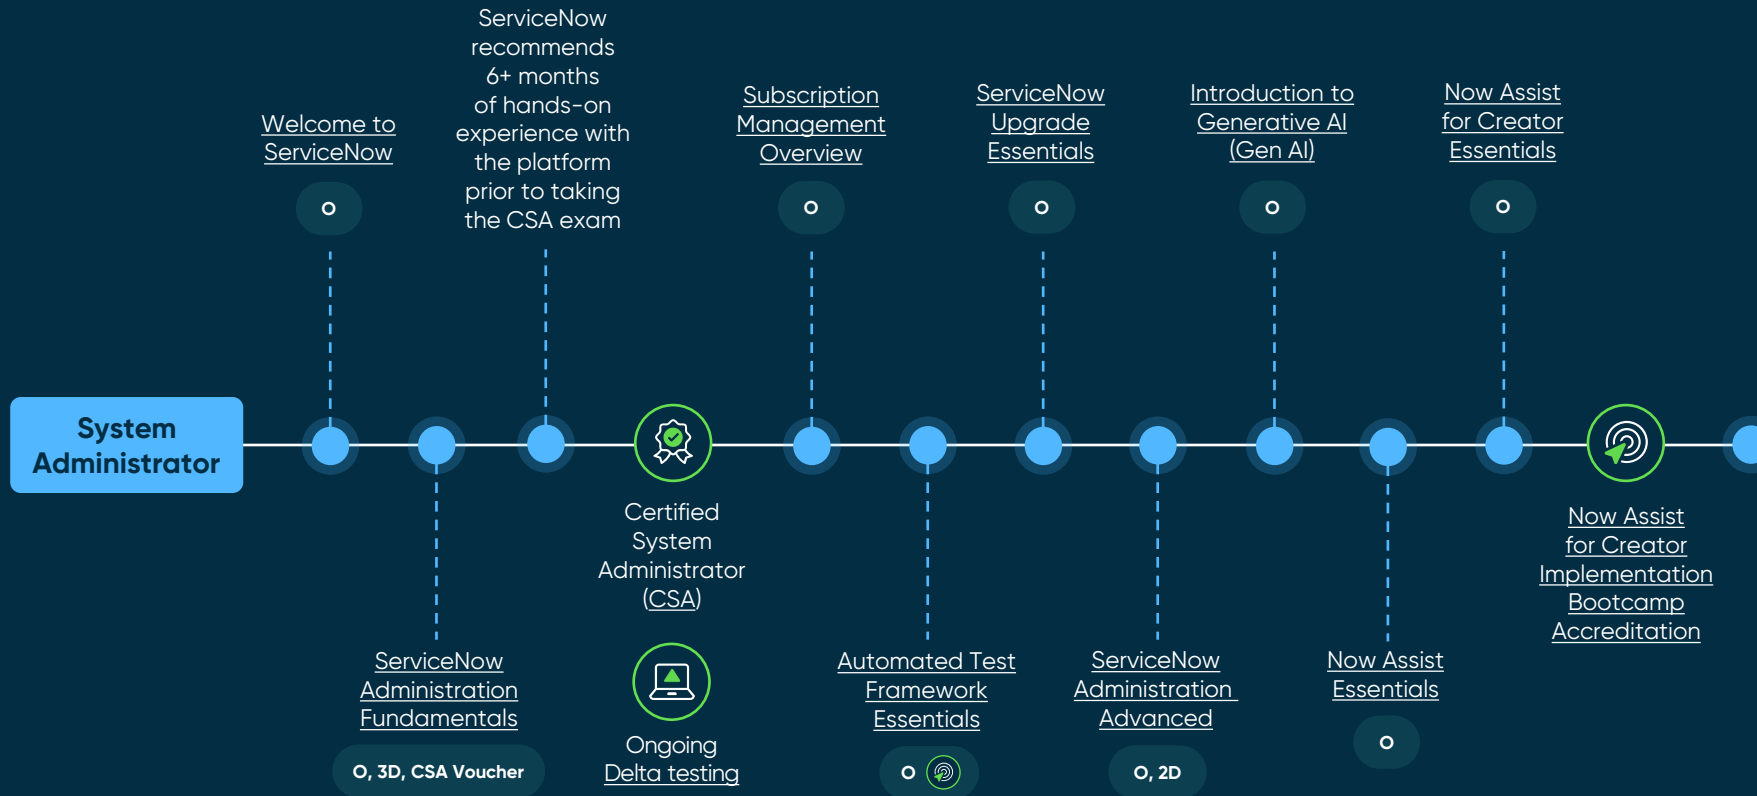 System
Administrator
Welcome to
ServiceNow
O
ServiceNow
Administration
Fundamentals
O, 3D, CSA Voucher
ServiceNow
recommends
6+ months
of hands-on
experience with
the platform
prior to taking
the CSA exam
Certified
System
Administrator
(CSA)
Ongoing
Delta testing
Subscription
Management
Overview
O
Automated Test
Framework
Essentials
O
ServiceNow
Upgrade
Essentials
O
ServiceNow
Administration
Advanced
O, 2D
Introduction to
Generative AI
(Gen AI)
O
Now Assist
Essentials
O
Now Assist
for Creator
Essentials
O
Now Assist
for Creator
Implementation
Bootcamp
Accreditation